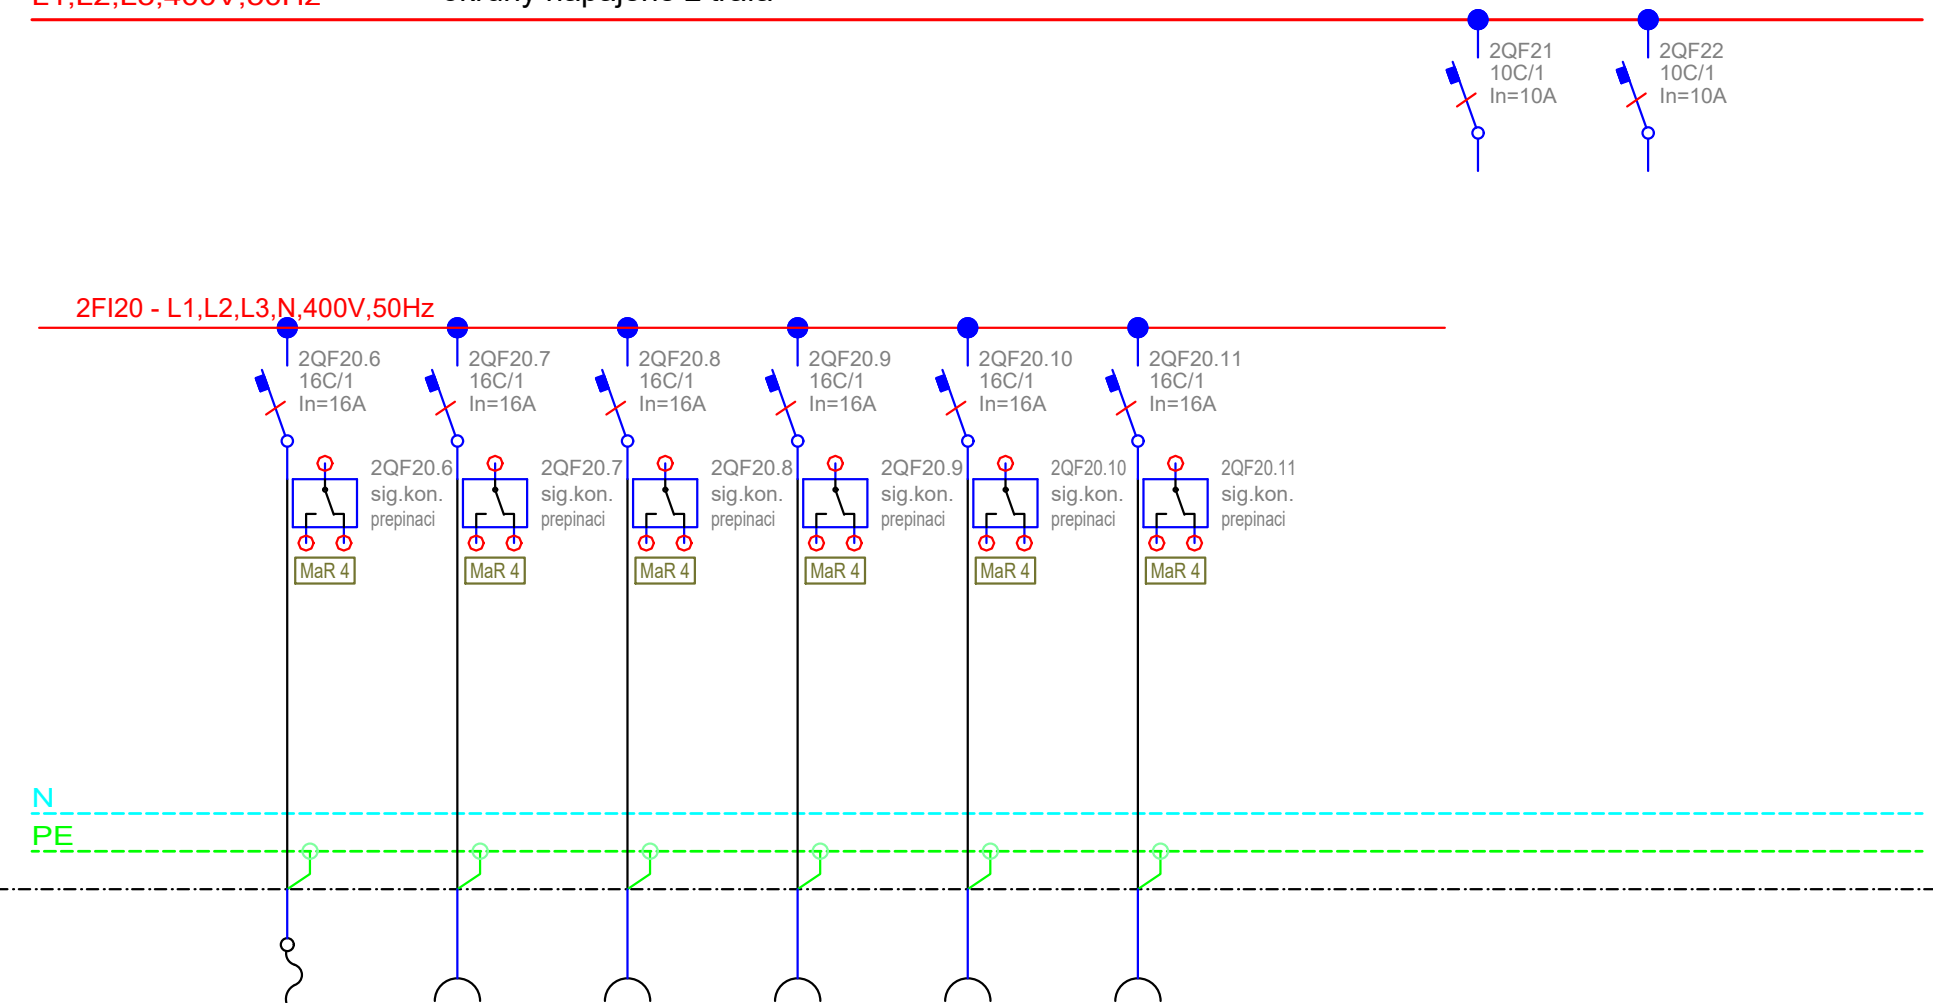 2QF21
10C/1
In=10A
2QF22
10C/1
In=10A
2FI20 - L1,L2,L3,N,400V,50Hz
2QF20.6
16C/1
In=16A
2QF20.7
16C/1
In=16A
2QF20.8
16C/1
In=16A
2QF20.9
16C/1
In=16A
2QF20.10
16C/1
In=16A
2QF20.11
16C/1
In=16A
2QF20.6
sig.kon.
prepinaci
MaR 4
2QF20.7
sig.kon.
prepinaci
MaR 4
2QF20.8
sig.kon.
prepinaci
MaR 4
2QF20.9
sig.kon.
prepinaci
MaR 4
2QF20.10
sig.kon.
prepinaci
MaR 4
2QF20.11
sig.kon.
prepinaci
MaR 4
N
PE